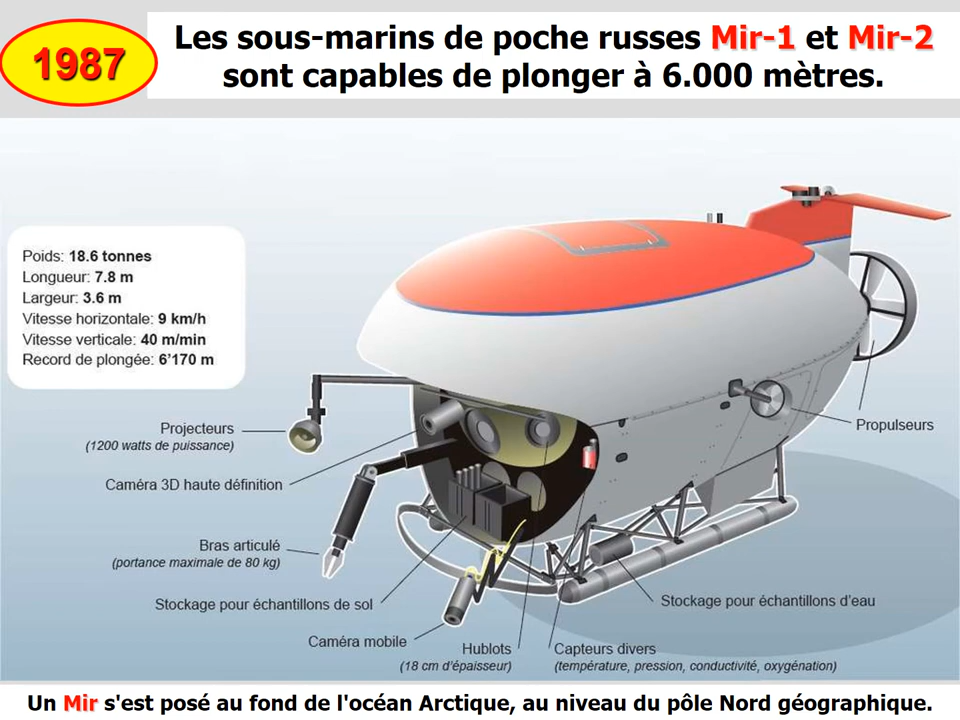 1987
Les sous-marins de poche russes Mir-1 et Mir-2
sont capables de plonger à 6.000 mètres.
Poids: 18.6 tonnes
Longueur: 7.8 m
Largeur: 3.6 m
Vitesse horizontale: 9 km/h
Vitesse verticale: 40 m/min
Record de plongée: 6'170 m
Projecteurs
(1200 watts de puissance)
Caméra 3D haute définition
Bras articulé
(portance maximale de 80 kg)
Stockage pour échantillons de sol
Caméra mobile
Hublots
(18 cm d'épaisseur)
Capteurs divers
(température, pression, conductivité, oxygénation)
Stockage pour échantillons d'eau
Propulseurs
Un Mir s'est posé au fond de l'océan Arctique, au niveau du pôle Nord géographique.